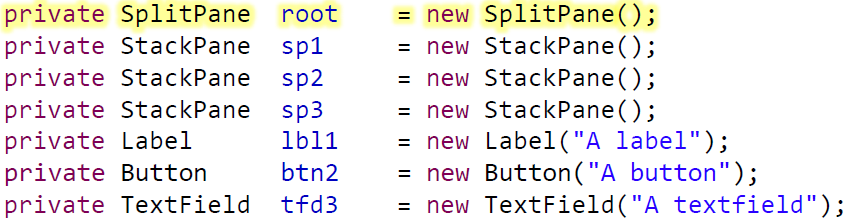 private SplitPane  root    = new SplitPane();
private StackPane  sp1     = new StackPane();
private StackPane  sp2     = new StackPane();
private StackPane  sp3     = new StackPane();
private Label      lbl1    = new Label("A label");
private Button     btn2    = new Button("A button");
private TextField  tfd3    = new TextField("A textfield");